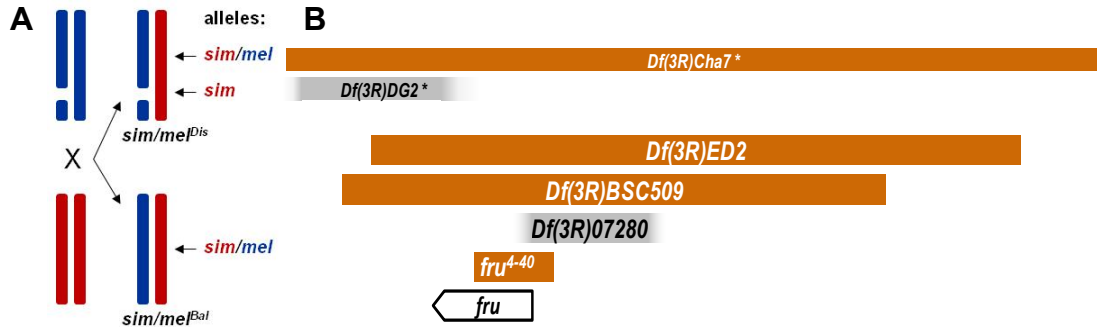 A
alleles:
sim/mel
sim
sim/mel^Dis
X
sim/mel
sim/mel^Bal
B
Df(3R)Cha7 *
Df(3R)DG2 *
Df(3R)ED2
Df(3R)BSC509
Df(3R)07280
fru^4-40
fru